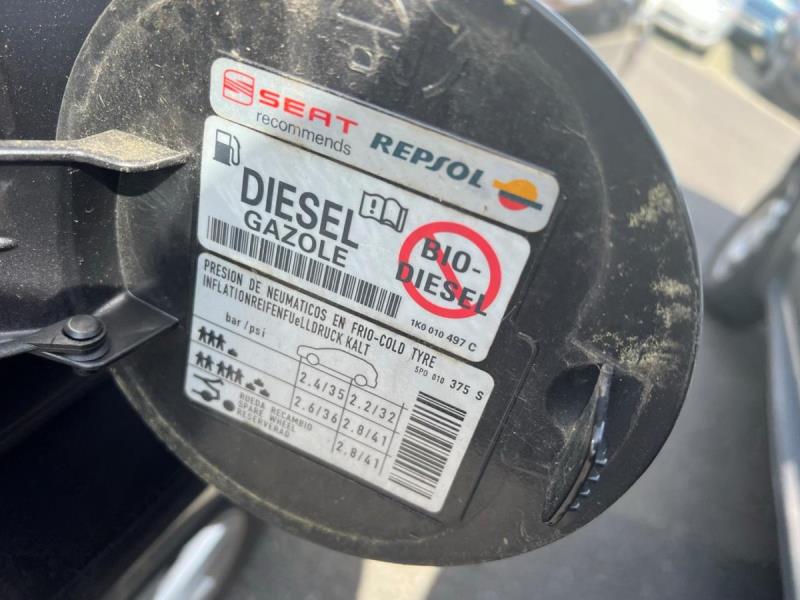 SEAT
recommends
REPSOL
DIESEL
GAZOLE
BIO-
DIESEL
1K0 010 497 C
PRESION DE NEUMATICOS EN FRIO-COLD TYRE
INFLATIONREIFENFUeLLDRUCK KALT
5P0 010 375 S
bar/psi
2.4/35 2.2/32
2.6/36 2.8/41
RUEDA RECAMBIO
SPARE WHEEL
RESERVERAD
2.8/41